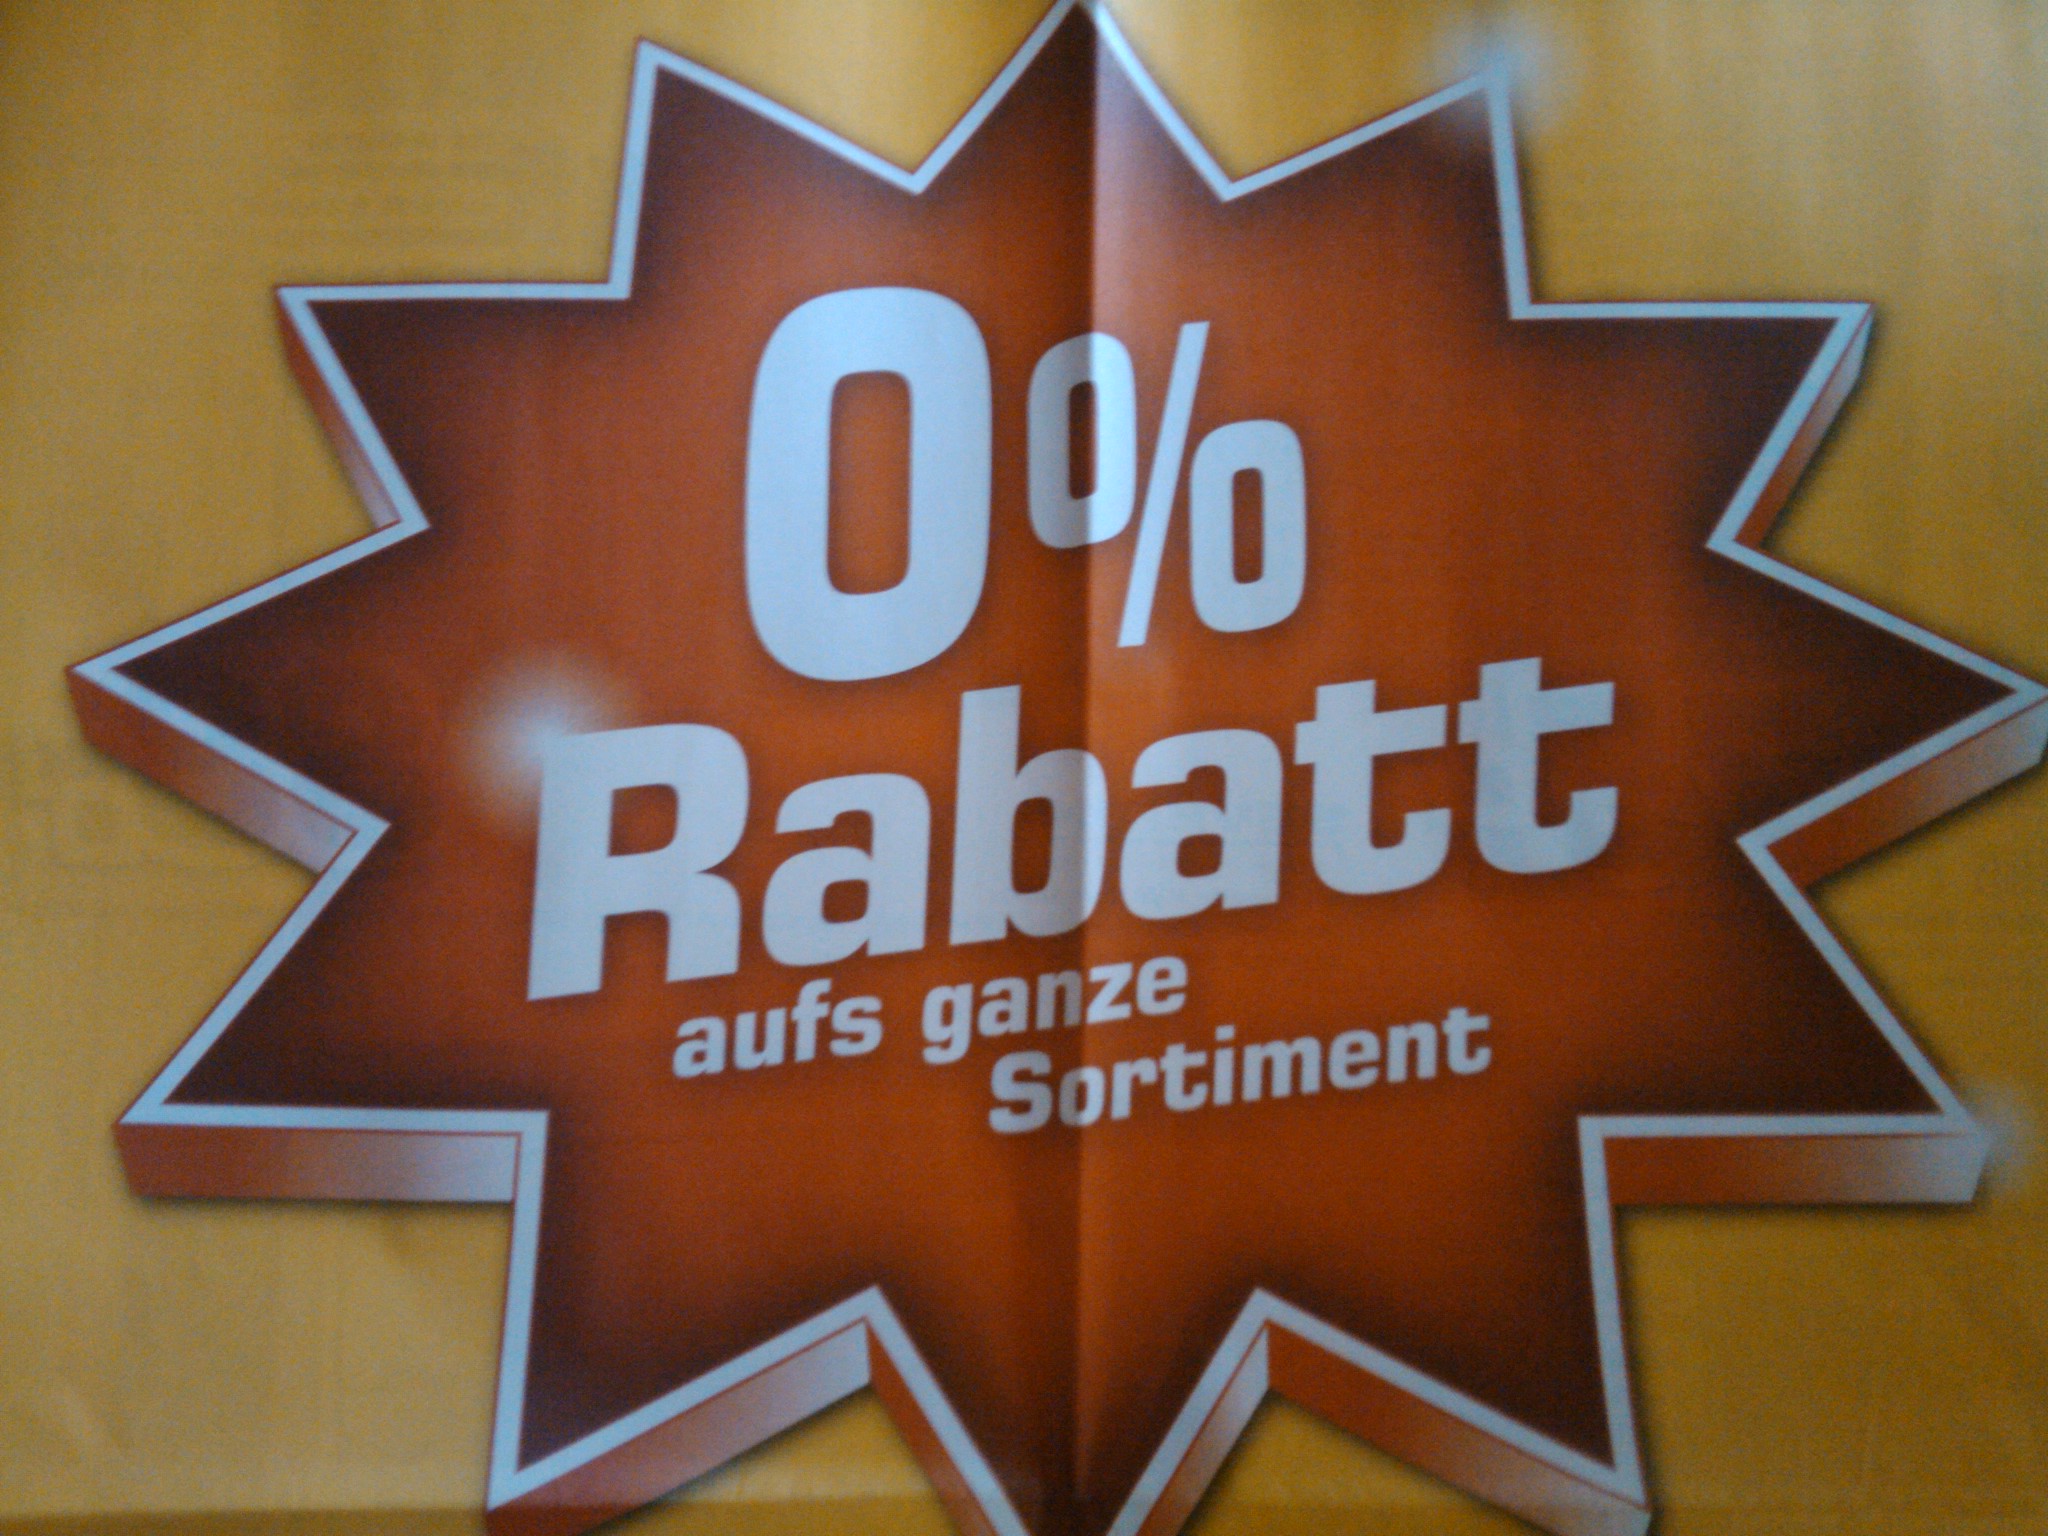 0%
Rabatt
aufs ganze
Sortiment